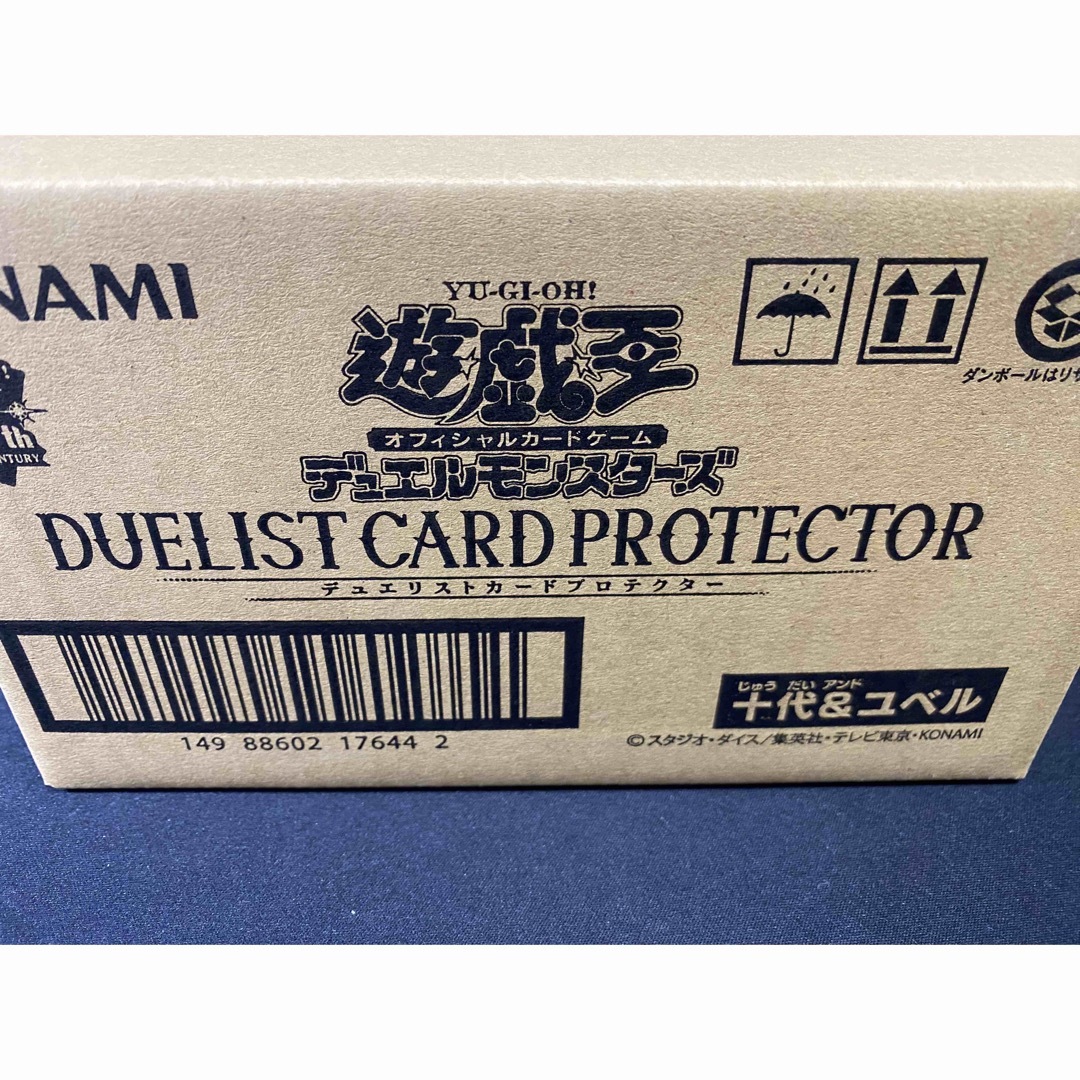 NAMI
YU-GI-OH!
遊戯王
オフィシャルカードゲーム
デュエルモンスターズ
DUELIST CARD PROTECTOR
デュエリストカードプロテクター
ダンボールはリサ
th
NTURY
149 88602 17644 2
じゅう だい アンド
十代&ユベル
©スタジオ・ダイス/集英社・テレビ東京・KONAMI